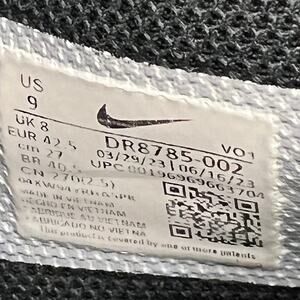 US
9
UK 8
EUR 42.5
cm 27
BR 40.5
CN 270(2.5)
DR8785-002
VO1
03/29/23 06/16/23
UPC 00196969663704
MADE IN VIETNAM
HECHO EN VIETNAM
FABRIQUÉ AU VIETNAM
FABRICADO NO VIETNAM
This product is covered by one or more patents